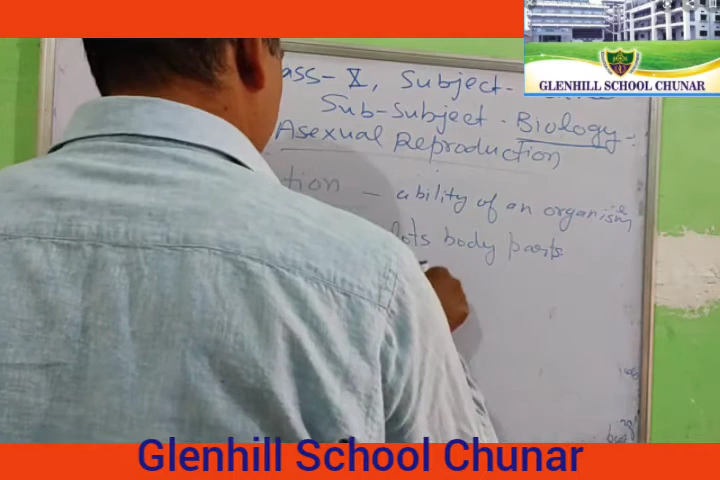 GLENHILL SCHOOL CHUNAR
ass-X, Subject-
Sub-Subject. Biology
Asexual Reproduction
tion - ability of an organism
lots body parts
Glenhill School Chunar